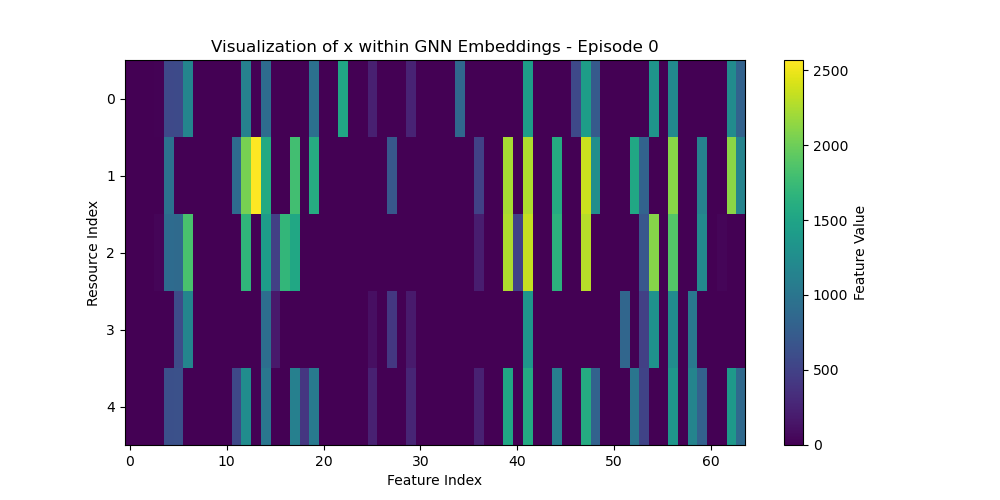 Visualization of x within GNN Embeddings - Episode 0
Resource Index
0
1
2
3
4
0 10 20 30 40 50 60
Feature Index
2500
2000
1500
1000
500
0
Feature Value